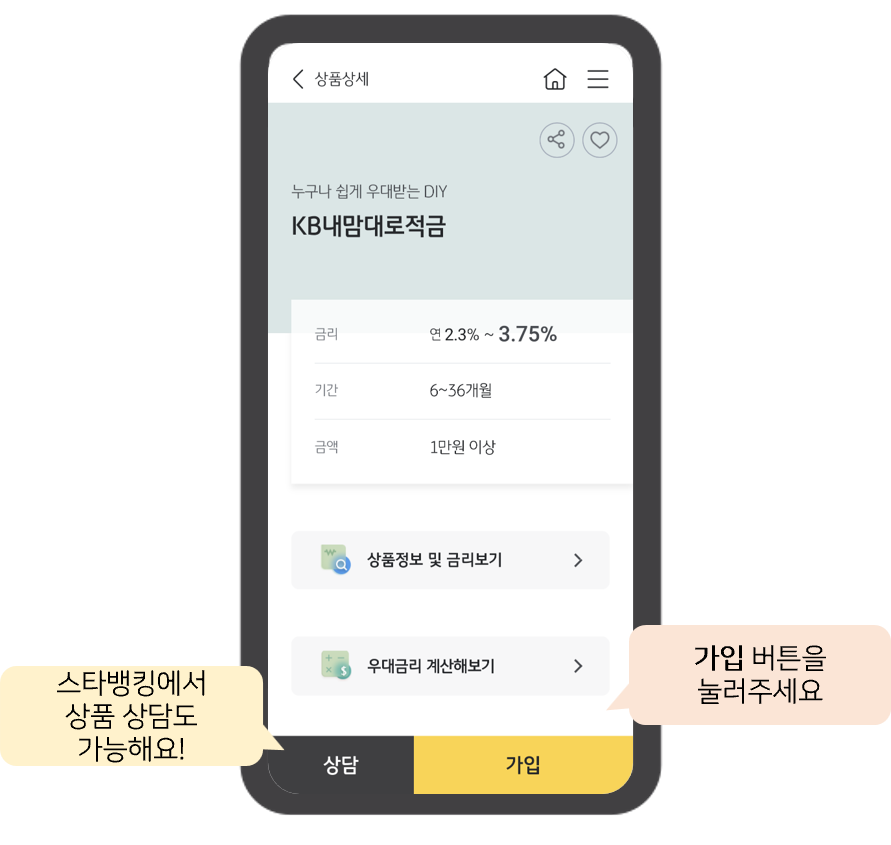 상품상세
누구나 쉽게 우대받는 DIY
KB내맘대로적금
금리 연 2.3% ~ 3.75%
기간 6~36개월
금액 1만원 이상
상품정보 및 금리보기
우대금리 계산해보기
스타뱅킹에서
상품 상담도
가능해요!
가입 버튼을
눌러주세요
상담 가입